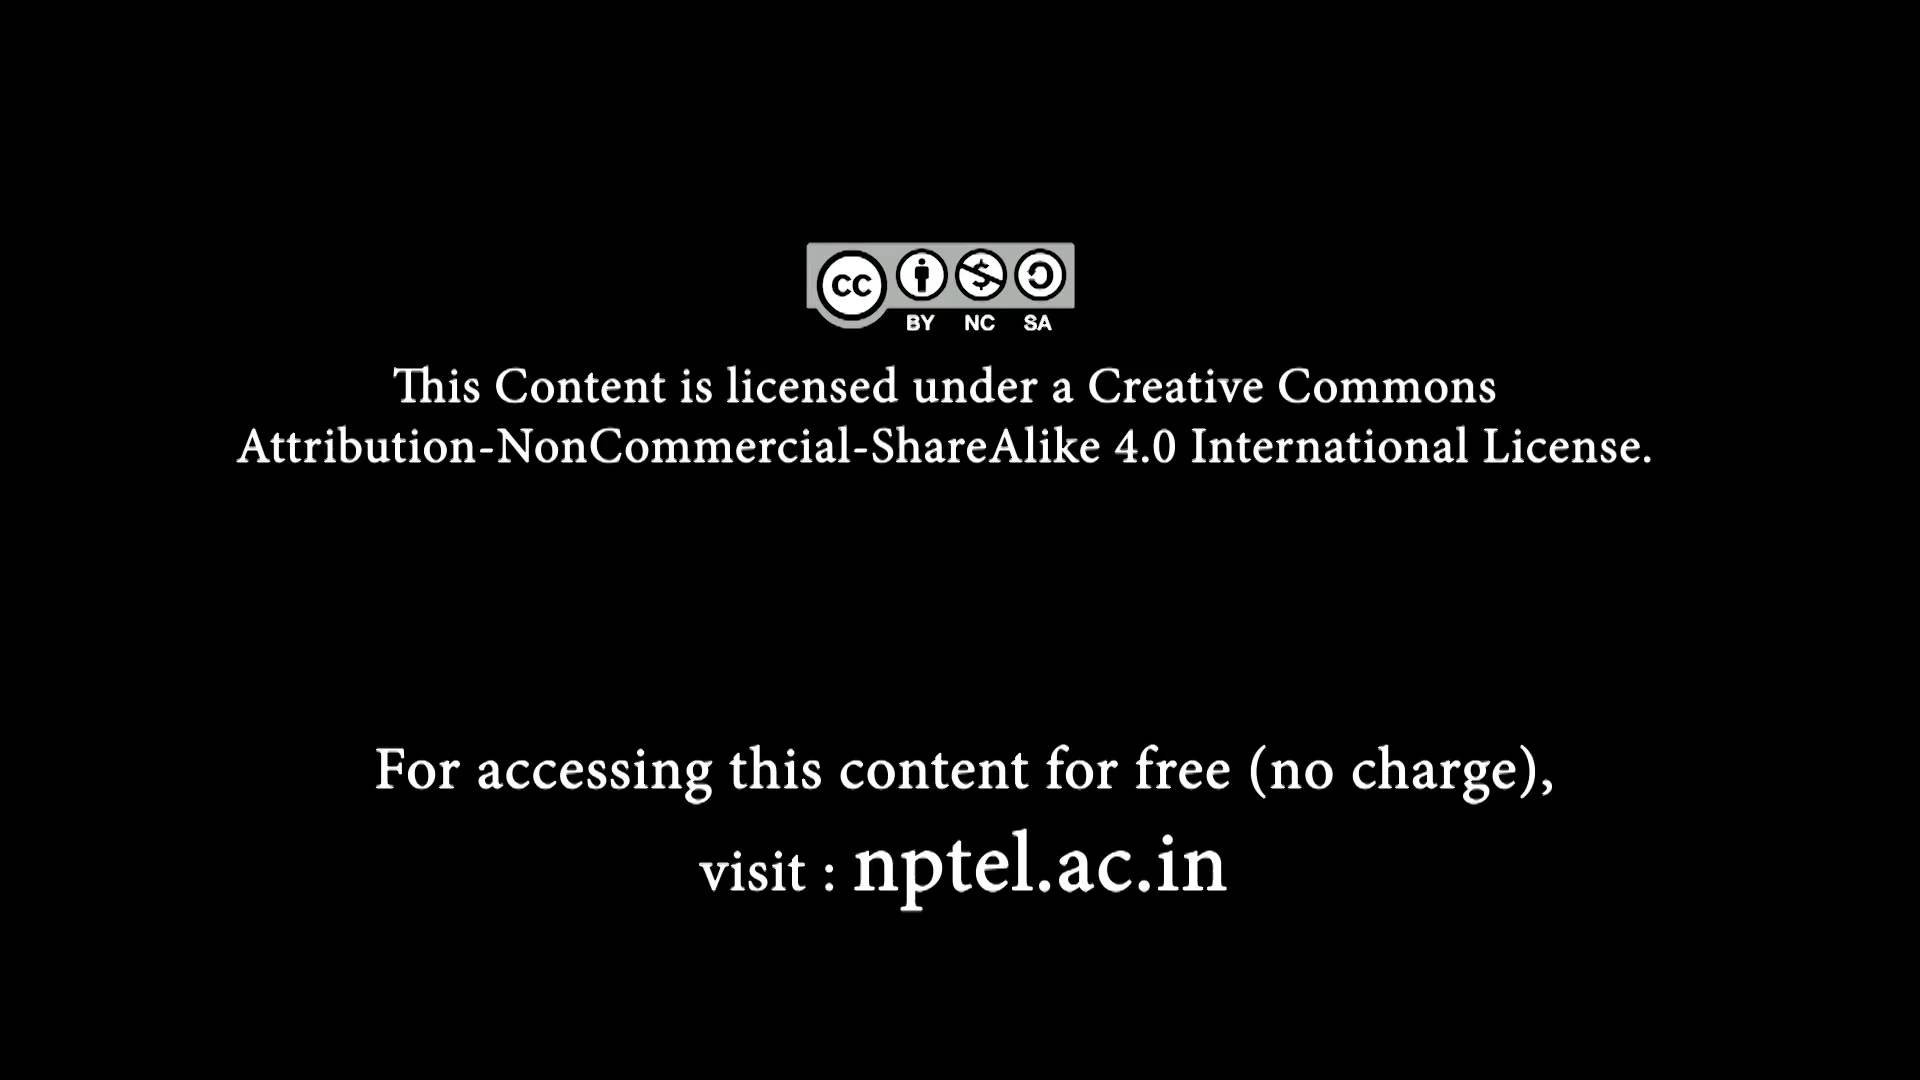 CC
BY NC SA
This Content is licensed under a Creative Commons
Attribution-NonCommercial-ShareAlike 4.0 International License.
For accessing this content for free (no charge),
visit : nptel.ac.in